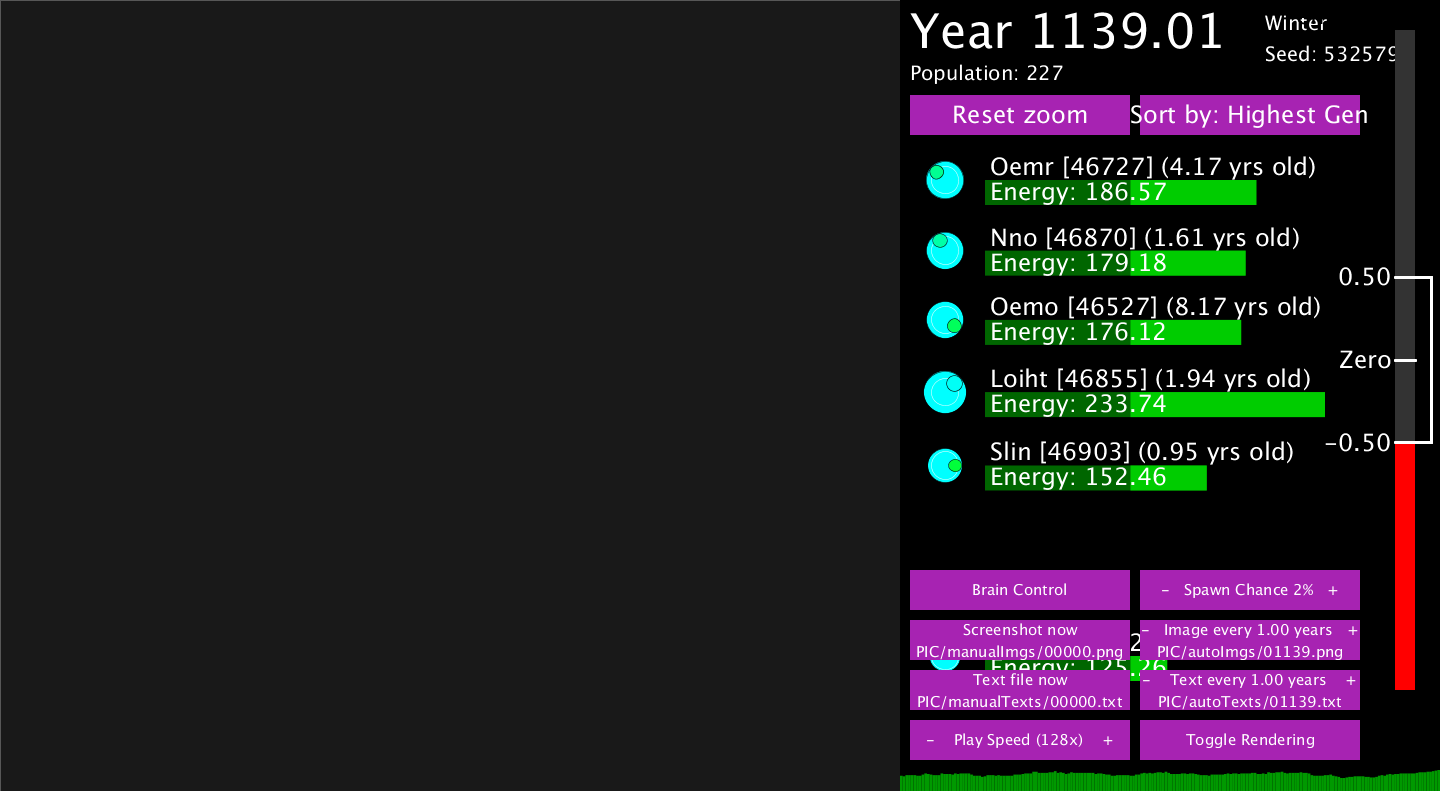 Year 1139.01
Winter
Seed: 532579
Population: 227
Reset zoom
Sort by: Highest Gen
Oemr [46727] (4.17 yrs old)
Energy: 186.57
Nno [46870] (1.61 yrs old)
Energy: 179.18
Oemo [46527] (8.17 yrs old)
Energy: 176.12
Loiht [46855] (1.94 yrs old)
Energy: 233.74
Slin [46903] (0.95 yrs old)
Energy: 152.46
0.50
Zero
-0.50
Brain Control
- Spawn Chance 2% +
Screenshot now
PIC/manualImgs/00000.png
- Image every 1.00 years +
PIC/autoImgs/01139.png
Energy: 125.26
Text file now
PIC/manualTexts/00000.txt
- Text every 1.00 years +
PIC/autoTexts/01139.txt
- Play Speed (128x) +
Toggle Rendering